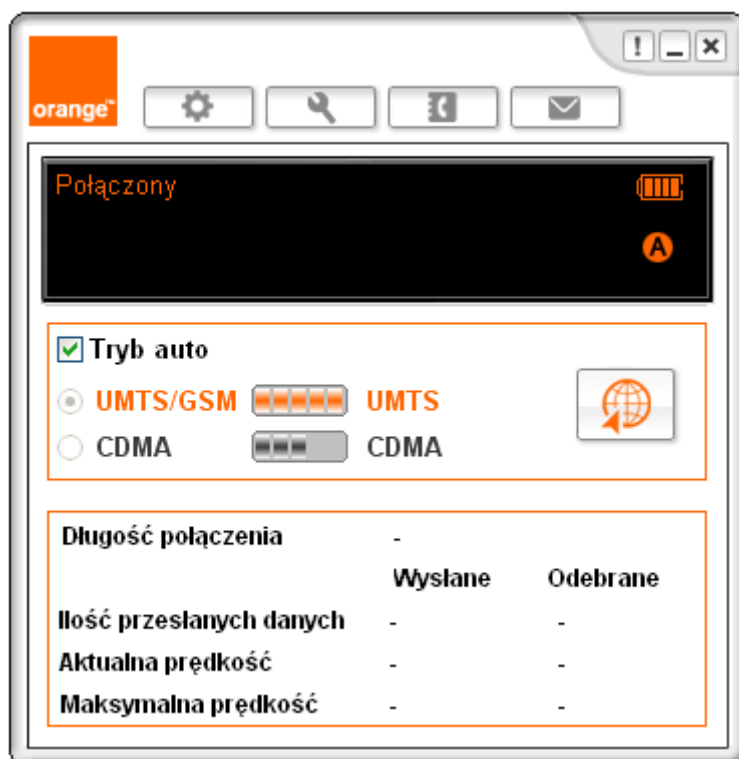 orange™
Połączony
A
Tryb auto
UMTS/GSM UMTS
CDMA CDMA
Długość połączenia -
Wysłane Odebrane
Ilość przesłanych danych - -
Aktualna prędkość - -
Maksymalna prędkość - -